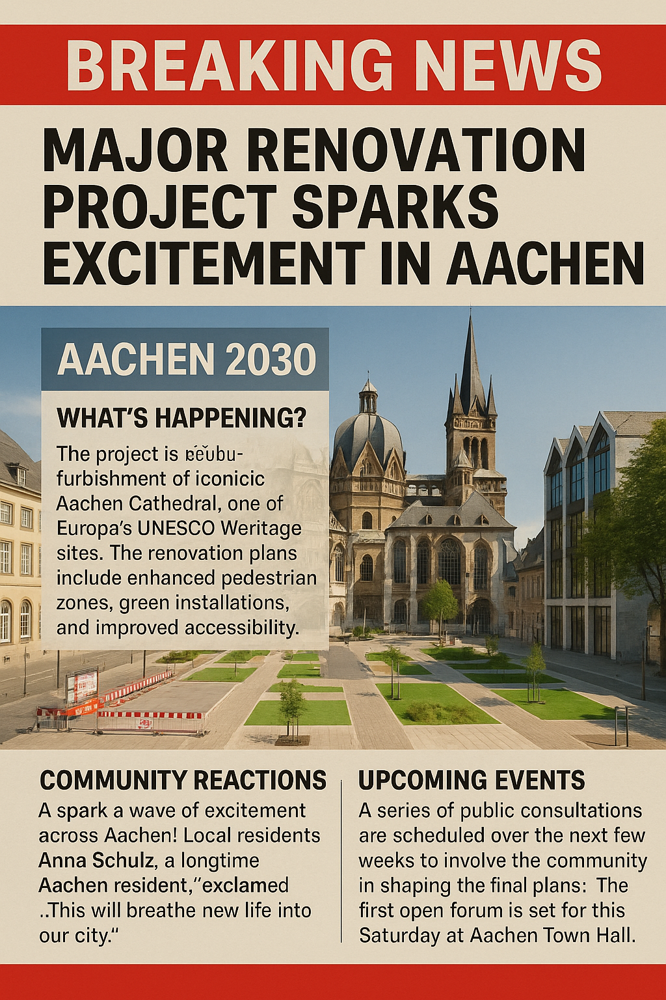 BREAKING NEWS
MAJOR RENOVATION
PROJECT SPARKS
EXCITEMENT IN AACHEN
AACHEN 2030
WHAT'S HAPPENING?
The project is
furbishment of iconicic
Aachen Cathedral, one of
Europa's UNESCO Weritage
sites. The renovation plans
include enhanced pedestrian
zones, green installations,
and improved accessibility.
COMMUNITY REACTIONS
A spark a wave of excitement
across Aachen! Local residents
Anna Schulz, a longtime
Aachen resident,“exclamed
..This will breathe new life into
our city.“
UPCOMING EVENTS
A series of public consultations
are scheduled over the next few
weeks to involve the community
in shaping the final plans: The
first open forum is set for this
Saturday at Aachen Town Hall.